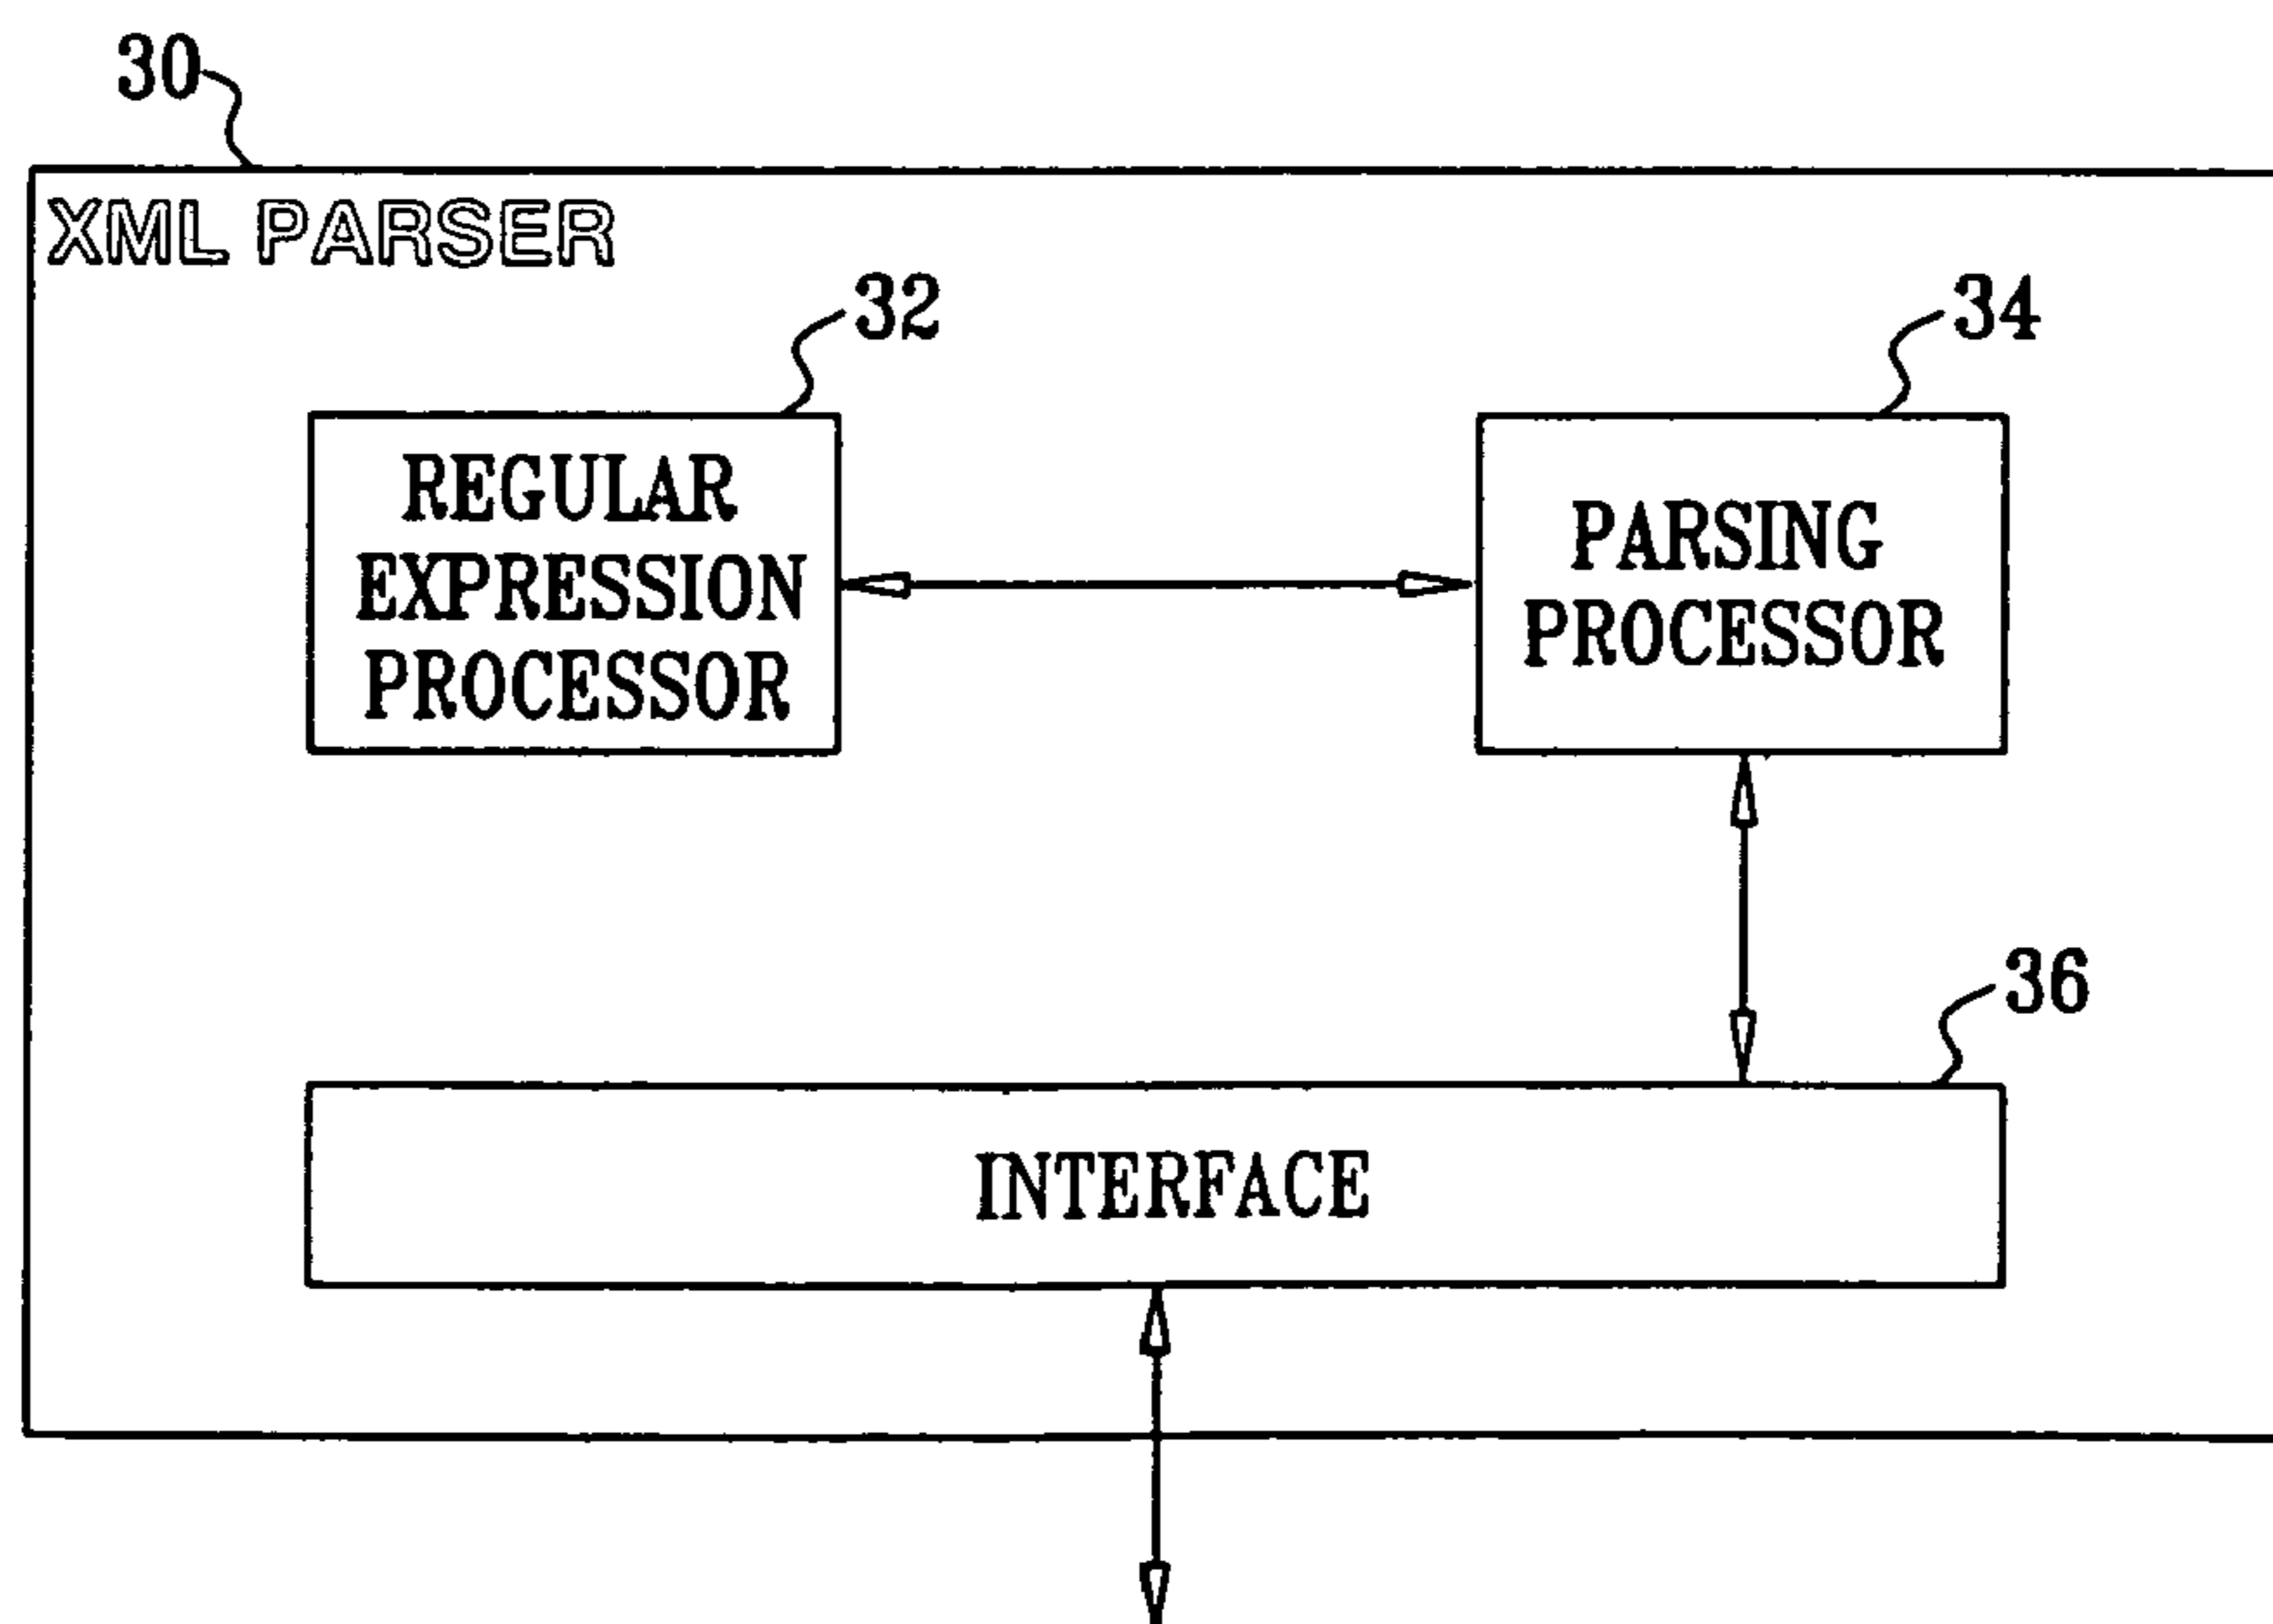 30
XML PARSER
32
34
REGULAR
EXPRESSION
PROCESSOR
PARSING
PROCESSOR
36
INTERFACE